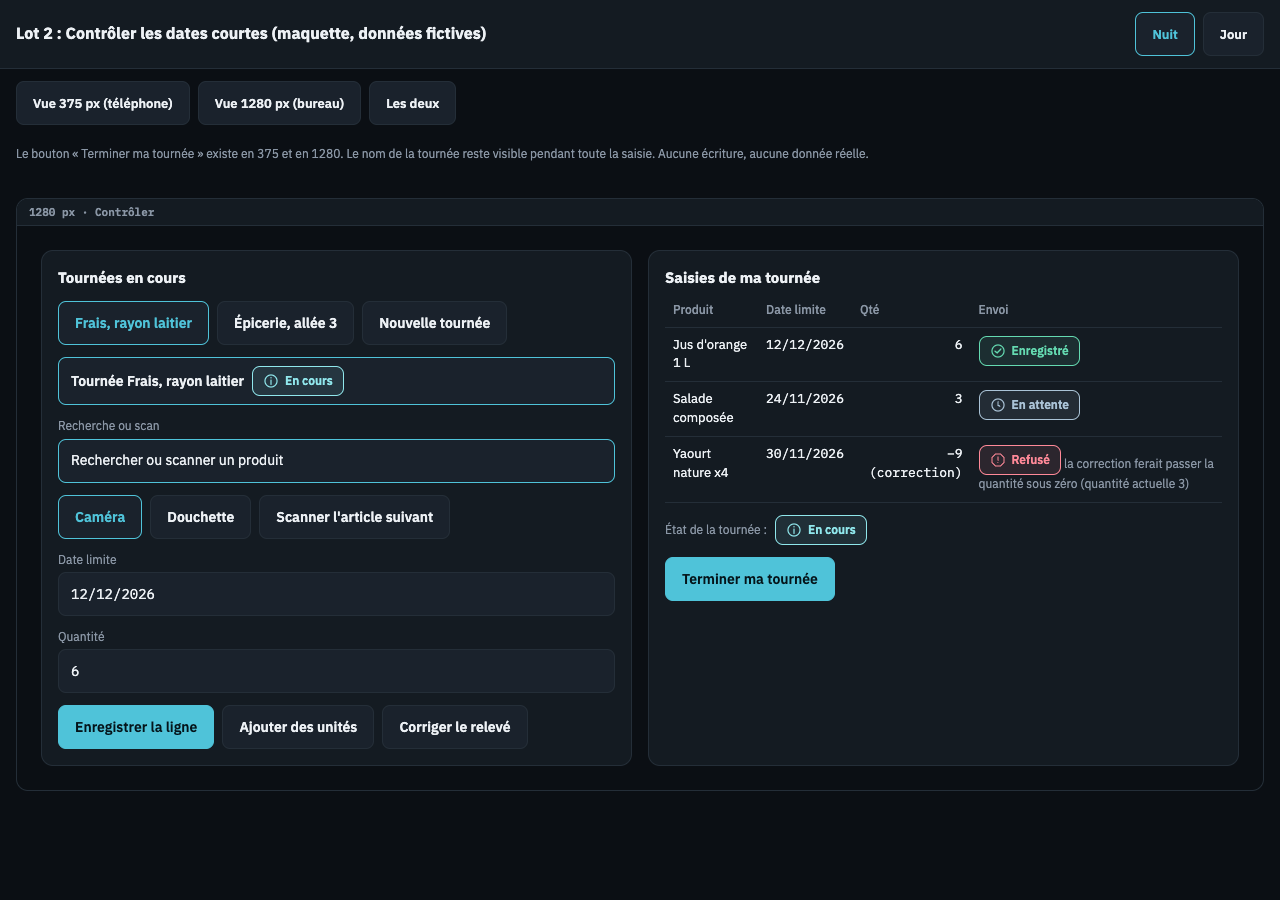 Lot 2 : Contrôler les dates courtes (maquette, données fictives)
Nuit
Jour
Vue 375 px (téléphone)
Vue 1280 px (bureau)
Les deux
Le bouton « Terminer ma tournée » existe en 375 et en 1280. Le nom de la tournée reste visible pendant toute la saisie. Aucune écriture, aucune donnée réelle.
1280 px · Contrôler
Tournées en cours
Frais, rayon laitier
Épicerie, allée 3
Nouvelle tournée
Tournée Frais, rayon laitier
En cours
Recherche ou scan
Rechercher ou scanner un produit
Caméra
Douchette
Scanner l'article suivant
Date limite
12/12/2026
Quantité
6
Enregistrer la ligne
Ajouter des unités
Corriger le relevé
Saisies de ma tournée
Produit Date limite Qté Envoi
Jus d'orange 12/12/2026 6 Enregistré
1 L
Salade 24/11/2026 3 En attente
composée
Yaourt 30/11/2026 −9 Refusé la correction ferait passer la
nature x4 (correction) quantité sous zéro (quantité actuelle 3)
État de la tournée : En cours
Terminer ma tournée